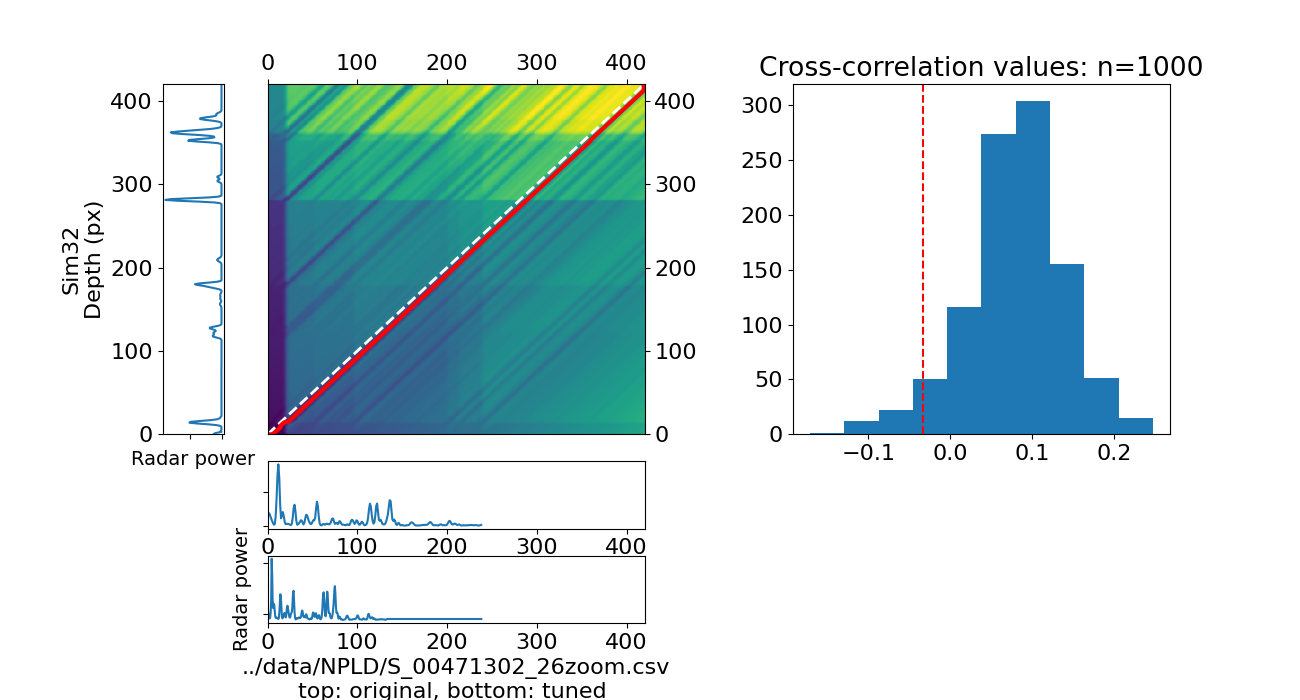 0 100 200 300 400
Cross-correlation values: n=1000
400
300
200
100
0
Sim32
Depth (px)
Radar power
400
300
200
100
0
300
250
200
150
100
50
0
−0.1 0.0 0.1 0.2
0 100 200 300 400
Radar power
0 100 200 300 400
../data/NPLD/S_00471302_26zoom.csv
top: original, bottom: tuned